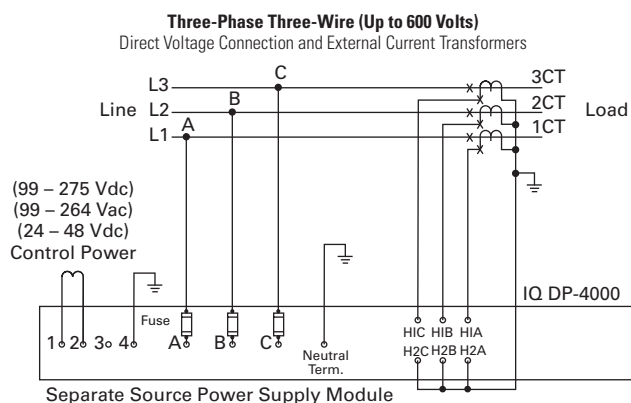 Three-Phase Three-Wire (Up to 600 Volts)
Direct Voltage Connection and External Current Transformers
C
L3
3CT
B
Line
L2
2CT
Load
A
L1
1CT
(99 – 275 Vdc)
(99 – 264 Vac)
(24 – 48 Vdc)
Control Power
IQ DP-4000
Fuse
HIC HIB HIA
1 2 3 4 A B C
H2C H2B H2A
Neutral
Term.
Separate Source Power Supply Module